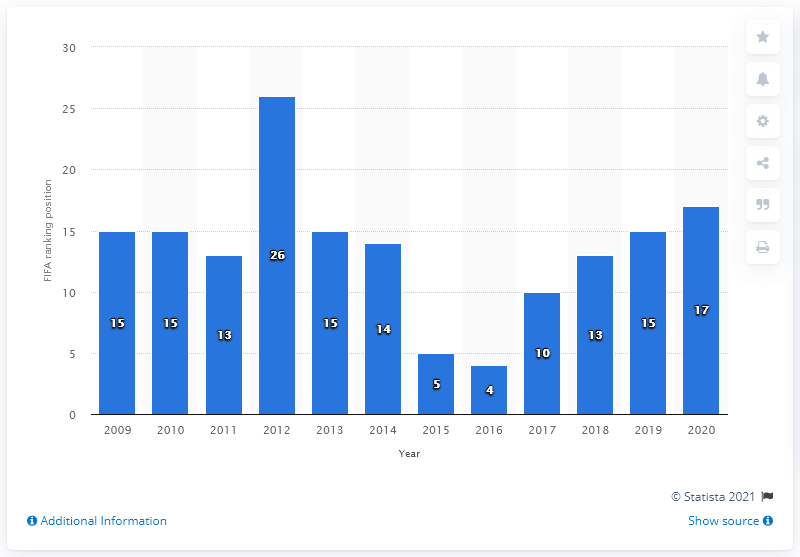 30
25
20
15
10
5
0
FIFA ranking position
15 15 13 26 15 14 5 4 10 13 15 17
2009 2010 2011 2012 2013 2014 2015 2016 2017 2018 2019 2020
Year
© Statista 2021
Additional Information Show source